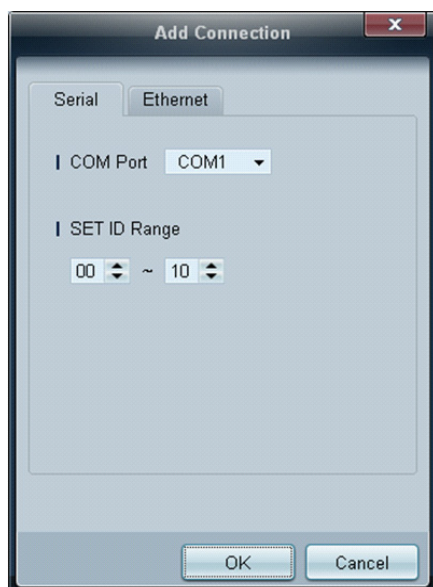 Add Connection
x
Serial Ethernet
COM Port COM1
SET ID Range
00 ~ 10
OK Cancel